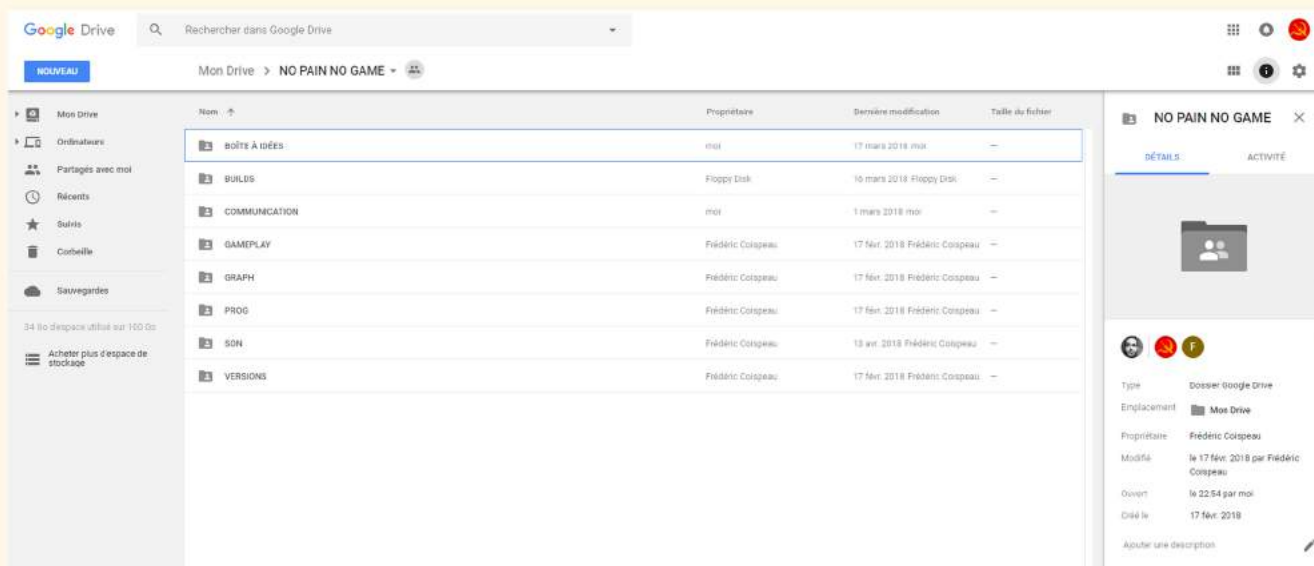 Google Drive
Rechercher dans Google Drive
NOUVEAU
Mon Drive > NO PAIN NO GAME
Mon Drive
Ordinateurs
Partagés avec moi
Récents
Suivis
Corbeille
Sauvegardes
34 Go d'espace utilisé sur 100 Go
Acheter plus d'espace de
stockage
Nom Propriétaire Dernière modification Taille du fichier
BOÎTE À IDÉES moi 17 mars 2018 moi —
BUILDS Floppy Disk 16 mars 2018 Floppy Disk —
COMMUNICATION moi 1 mars 2018 moi —
GAMEPLAY Frédéric Coispeau 17 févr. 2018 Frédéric Coispeau —
GRAPH Frédéric Coispeau 17 févr. 2018 Frédéric Coispeau —
PROG Frédéric Coispeau 17 févr. 2018 Frédéric Coispeau —
SON Frédéric Coispeau 13 avr. 2018 Frédéric Coispeau —
VERSIONS Frédéric Coispeau 17 févr. 2018 Frédéric Coispeau —
NO PAIN NO GAME
DÉTAILS ACTIVITÉ
F
Type Dossier Google Drive
Emplacement Mon Drive
Propriétaire Frédéric Coispeau
Modifié le 17 févr. 2018 par Frédéric
Coispeau
Ouvert le 22:54 par moi
Créé le 17 févr. 2018
Ajouter une description